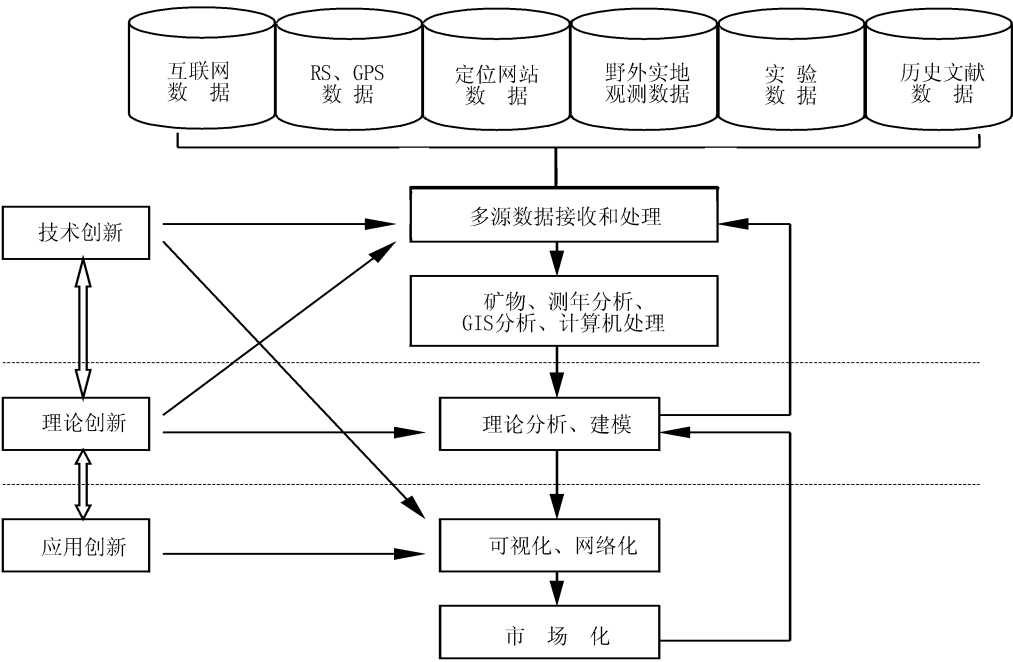 互联网
数 据
RS、GPS
数 据
定位网站
数 据
野外实地
观测数据
实 验
数 据
历史文献
数 据
多源数据接收和处理
技术创新
矿物、测年分析、
GIS分析、计算机处理
理论创新
理论分析、建模
应用创新
可视化、网络化
市 场 化